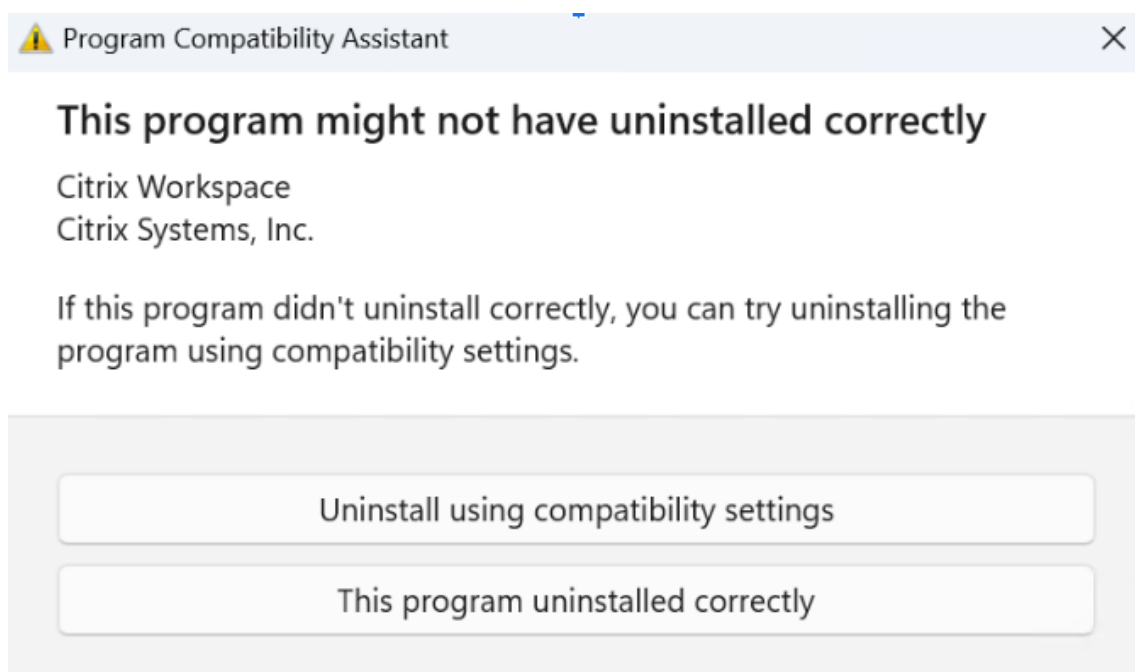 Program Compatibility Assistant
This program might not have uninstalled correctly
Citrix Workspace
Citrix Systems, Inc.
If this program didn't uninstall correctly, you can try uninstalling the
program using compatibility settings.
Uninstall using compatibility settings
This program uninstalled correctly